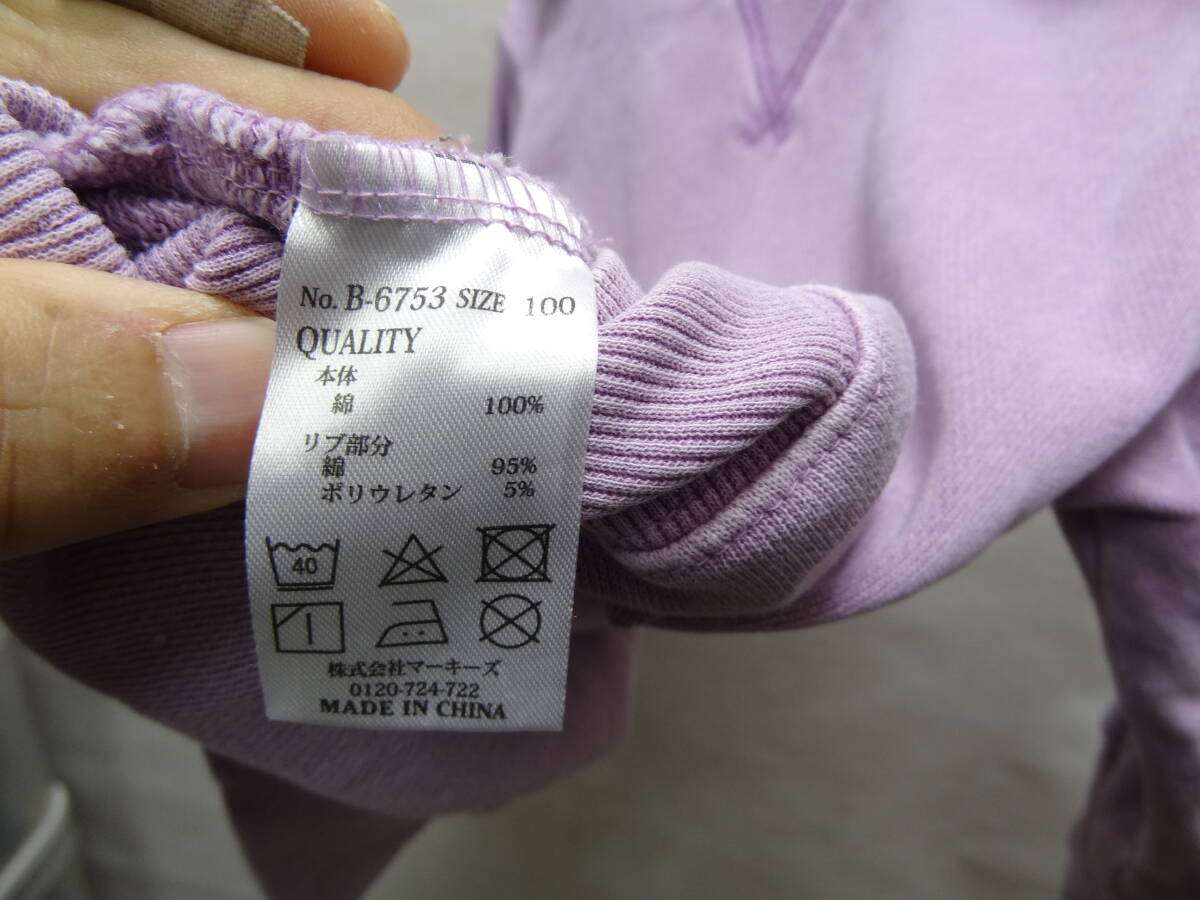 No. B-6753 SIZE 100
QUALITY
本体
綿 100%
リブ部分
綿 95%
ポリウレタン 5%
40
株式会社マーキーズ
0120-724-722
MADE IN CHINA